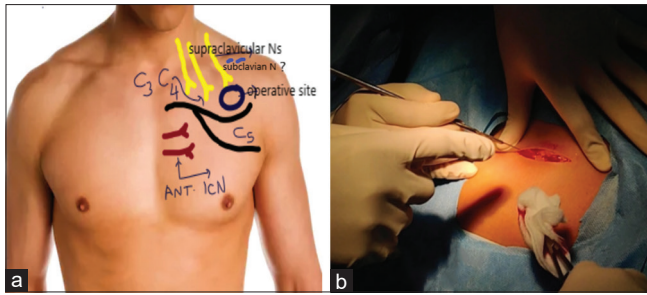 supraclavicular Ns
subclavian N ?
C3 C4
operative site
C5
ANT. ICN
a
b